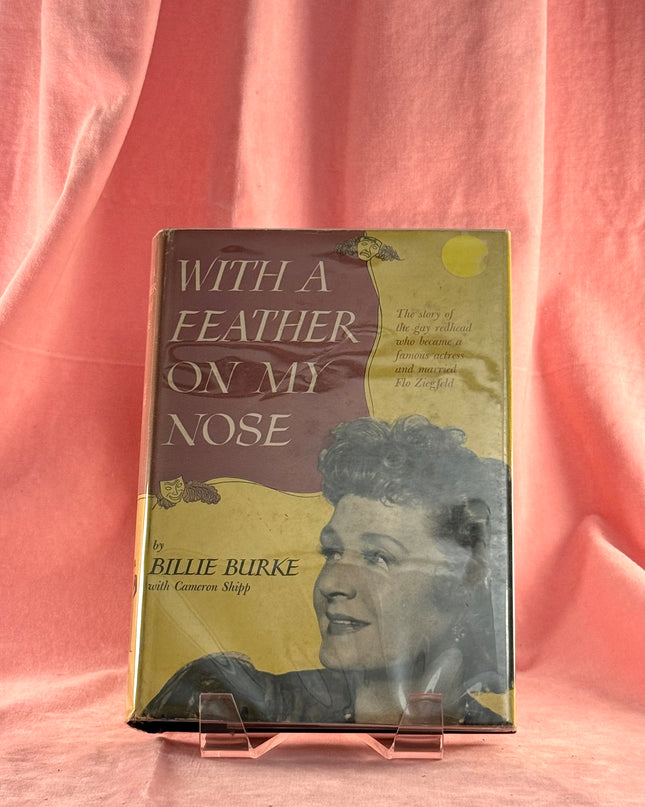 WITH A
FEATHER
ON MY
NOSE
The story of
the gay redhead
who became a
famous actress
and married
Flo Ziegfeld
by
BILLIE BURKE
with Cameron Shipp